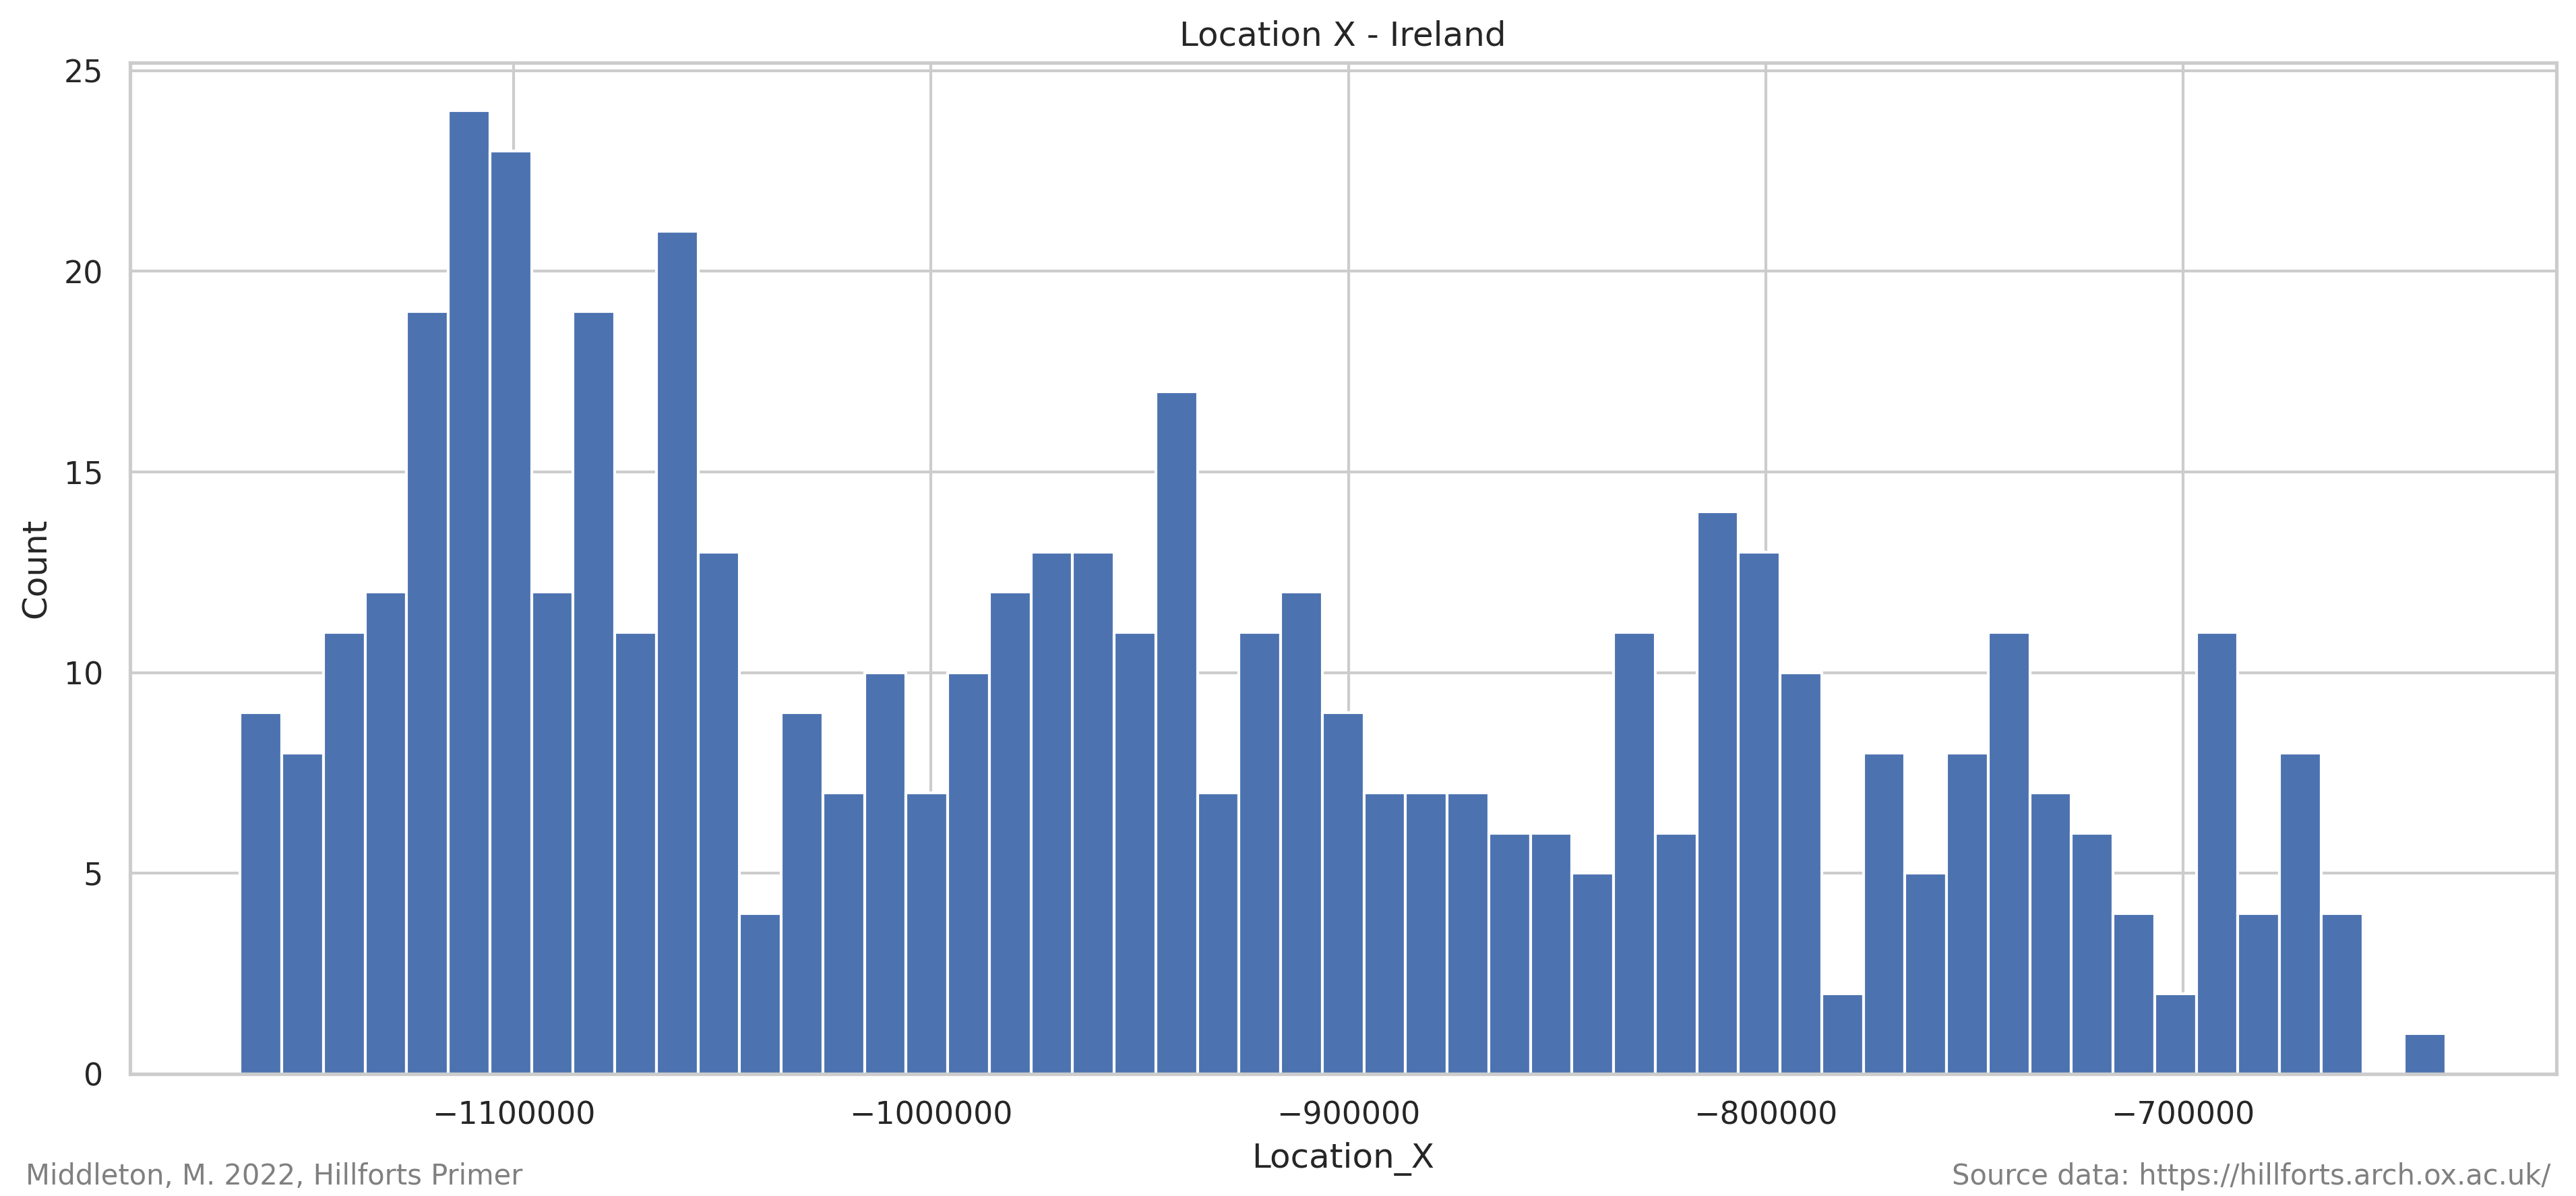 Location X - Ireland
25
20
15
10
5
0
Count
−1100000
−1000000
−900000
−800000
−700000
Location_X
Middleton, M. 2022, Hillforts Primer
Source data: https://hillforts.arch.ox.ac.uk/